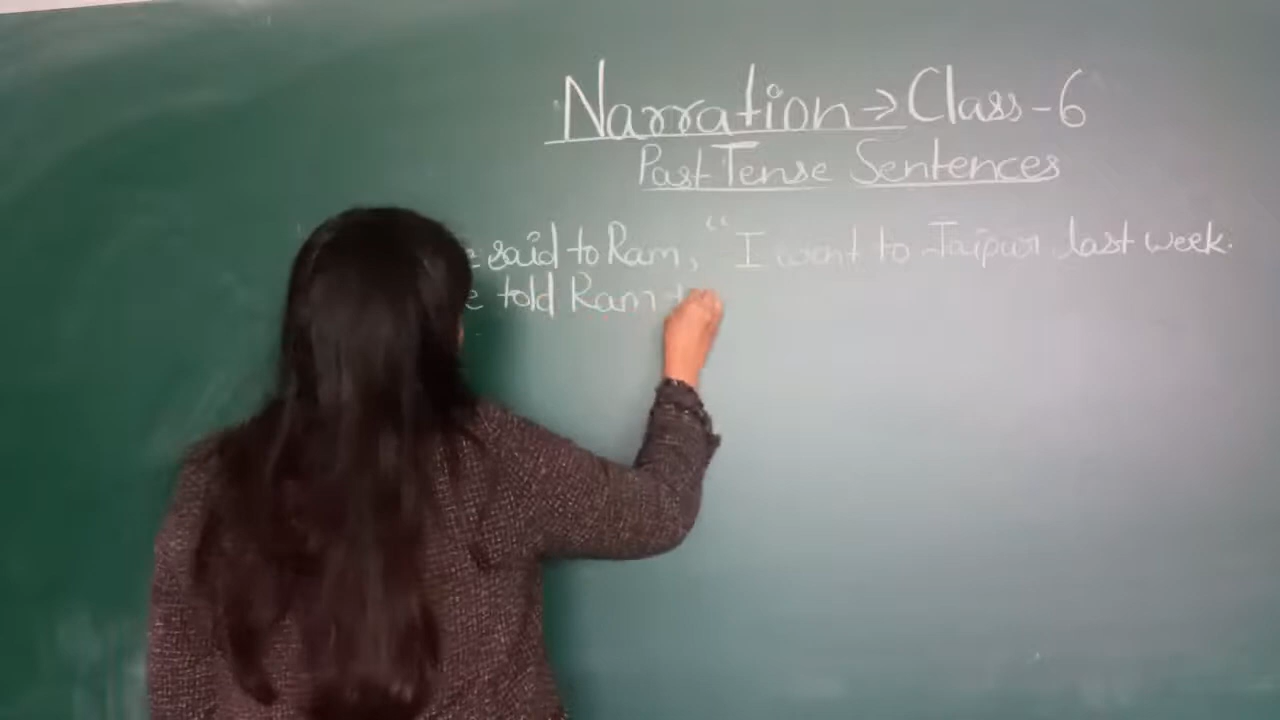 Narration → Class-6
Past Tense Sentences
said to Ram, “I went to Jaipur last week.
told Ram